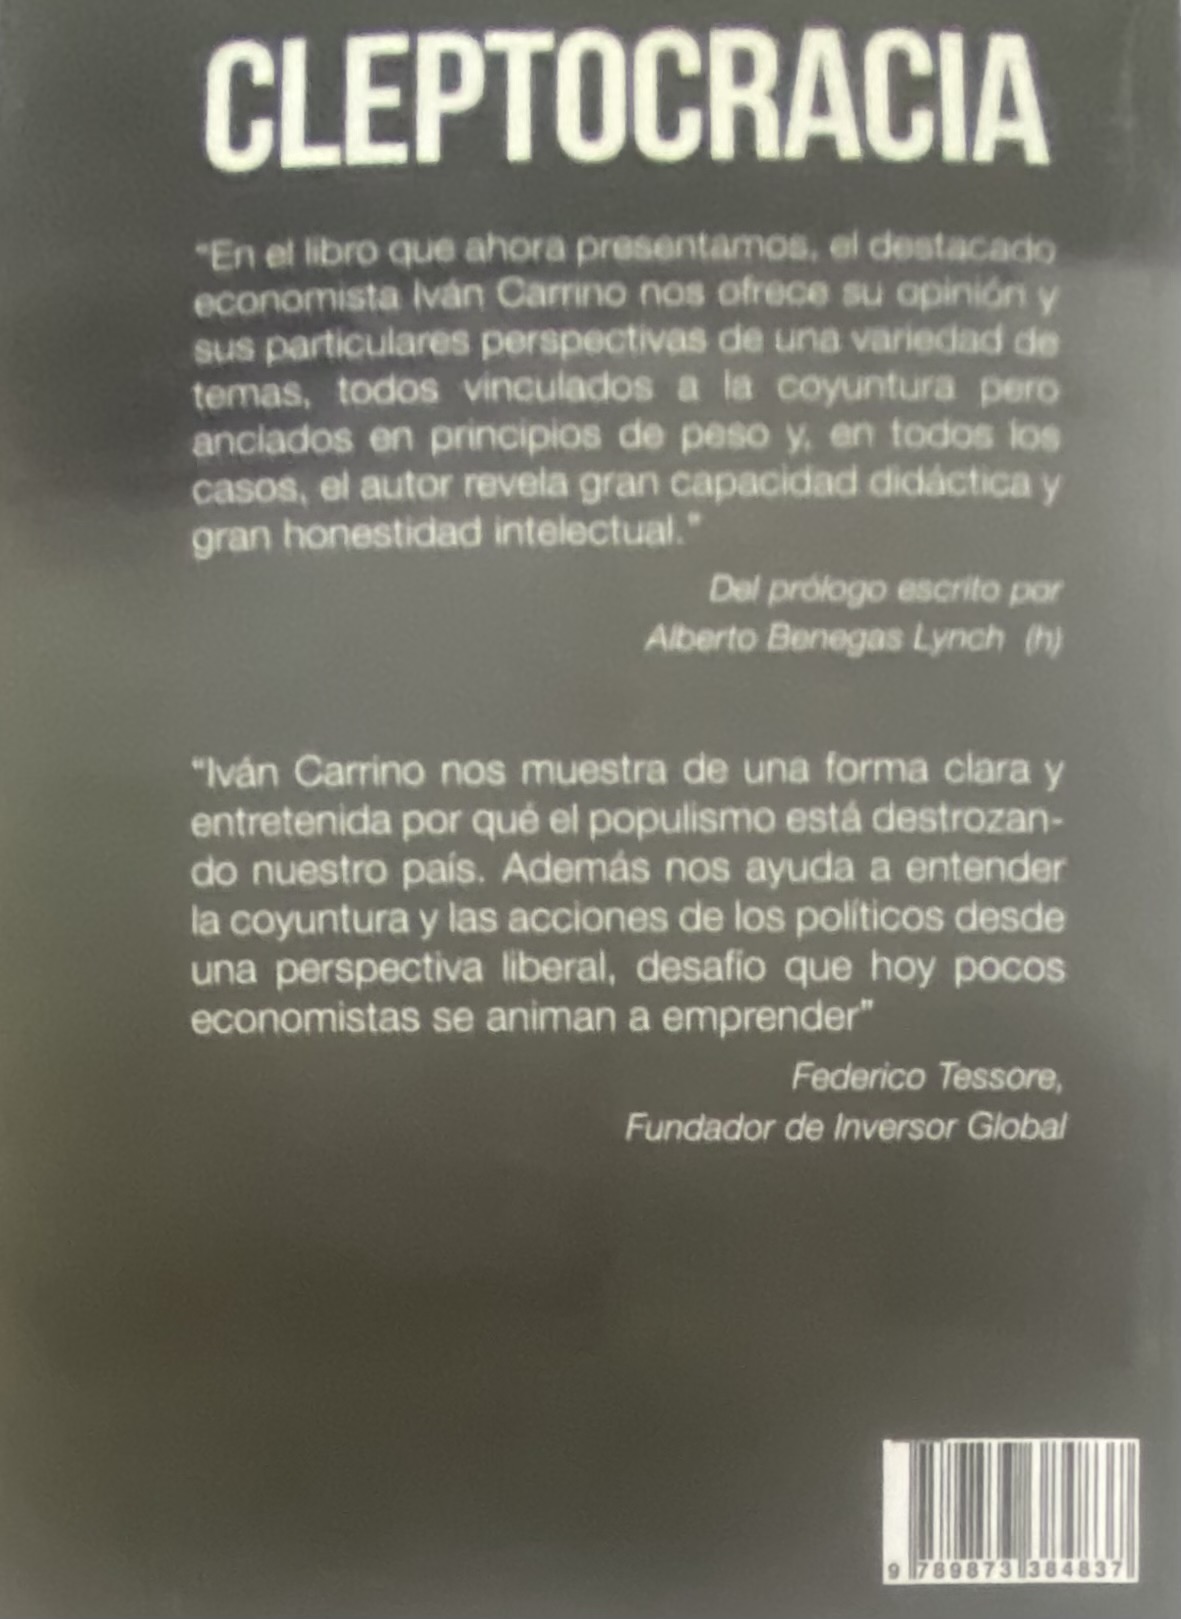 CLEPTOCRACIA
"En el libro que ahora presentamos, el destacado
economista Iván Carrino nos ofrece su opinión y
sus particulares perspectivas de una variedad de
temas, todos vinculados a la coyuntura pero
anclados en principios de peso y, en todos los
casos, el autor revela gran capacidad didáctica y
gran honestidad intelectual."
Del prólogo escrito por
Alberto Benegas Lynch (h)
"Iván Carrino nos muestra de una forma clara y
entretenida por qué el populismo está destrozan-
do nuestro país. Además nos ayuda a entender
la coyuntura y las acciones de los políticos desde
una perspectiva liberal, desafío que hoy pocos
economistas se animan a emprender"
Federico Tessore,
Fundador de Inversor Global
9 789873 384837